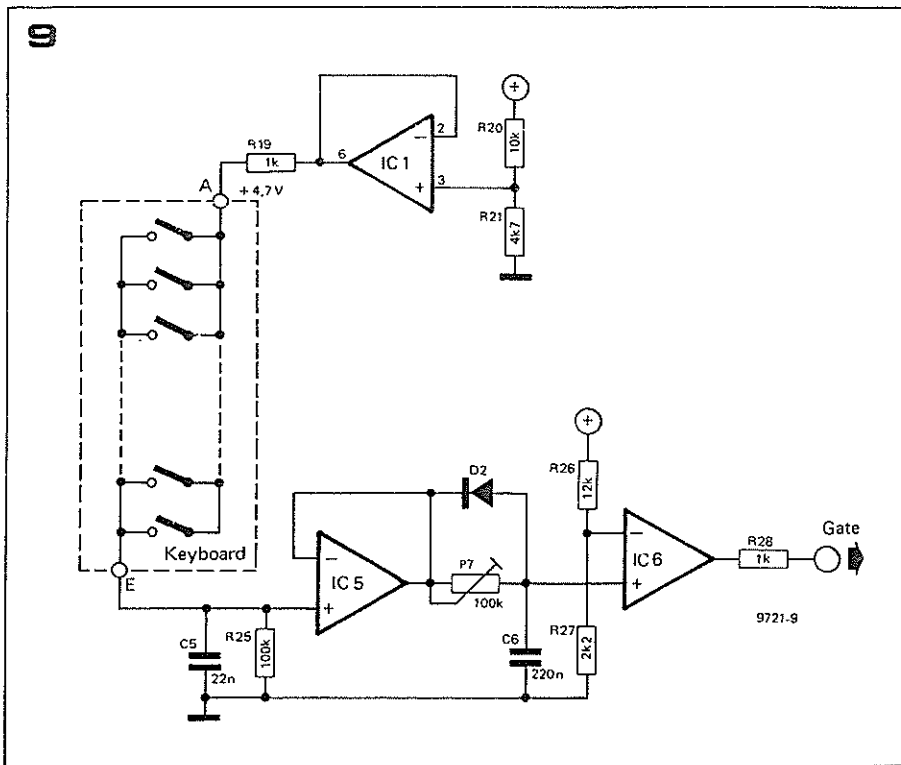 9
R19
1k
6
2
3
IC 1
R20
10k
R21
4k7
A
+ 4,7 V
Keyboard
E
C5
22n
R25
100k
IC 5
D2
P7
100k
C6
220n
R26
12k
R27
2k2
IC 6
R28
1k
Gate
9721-9